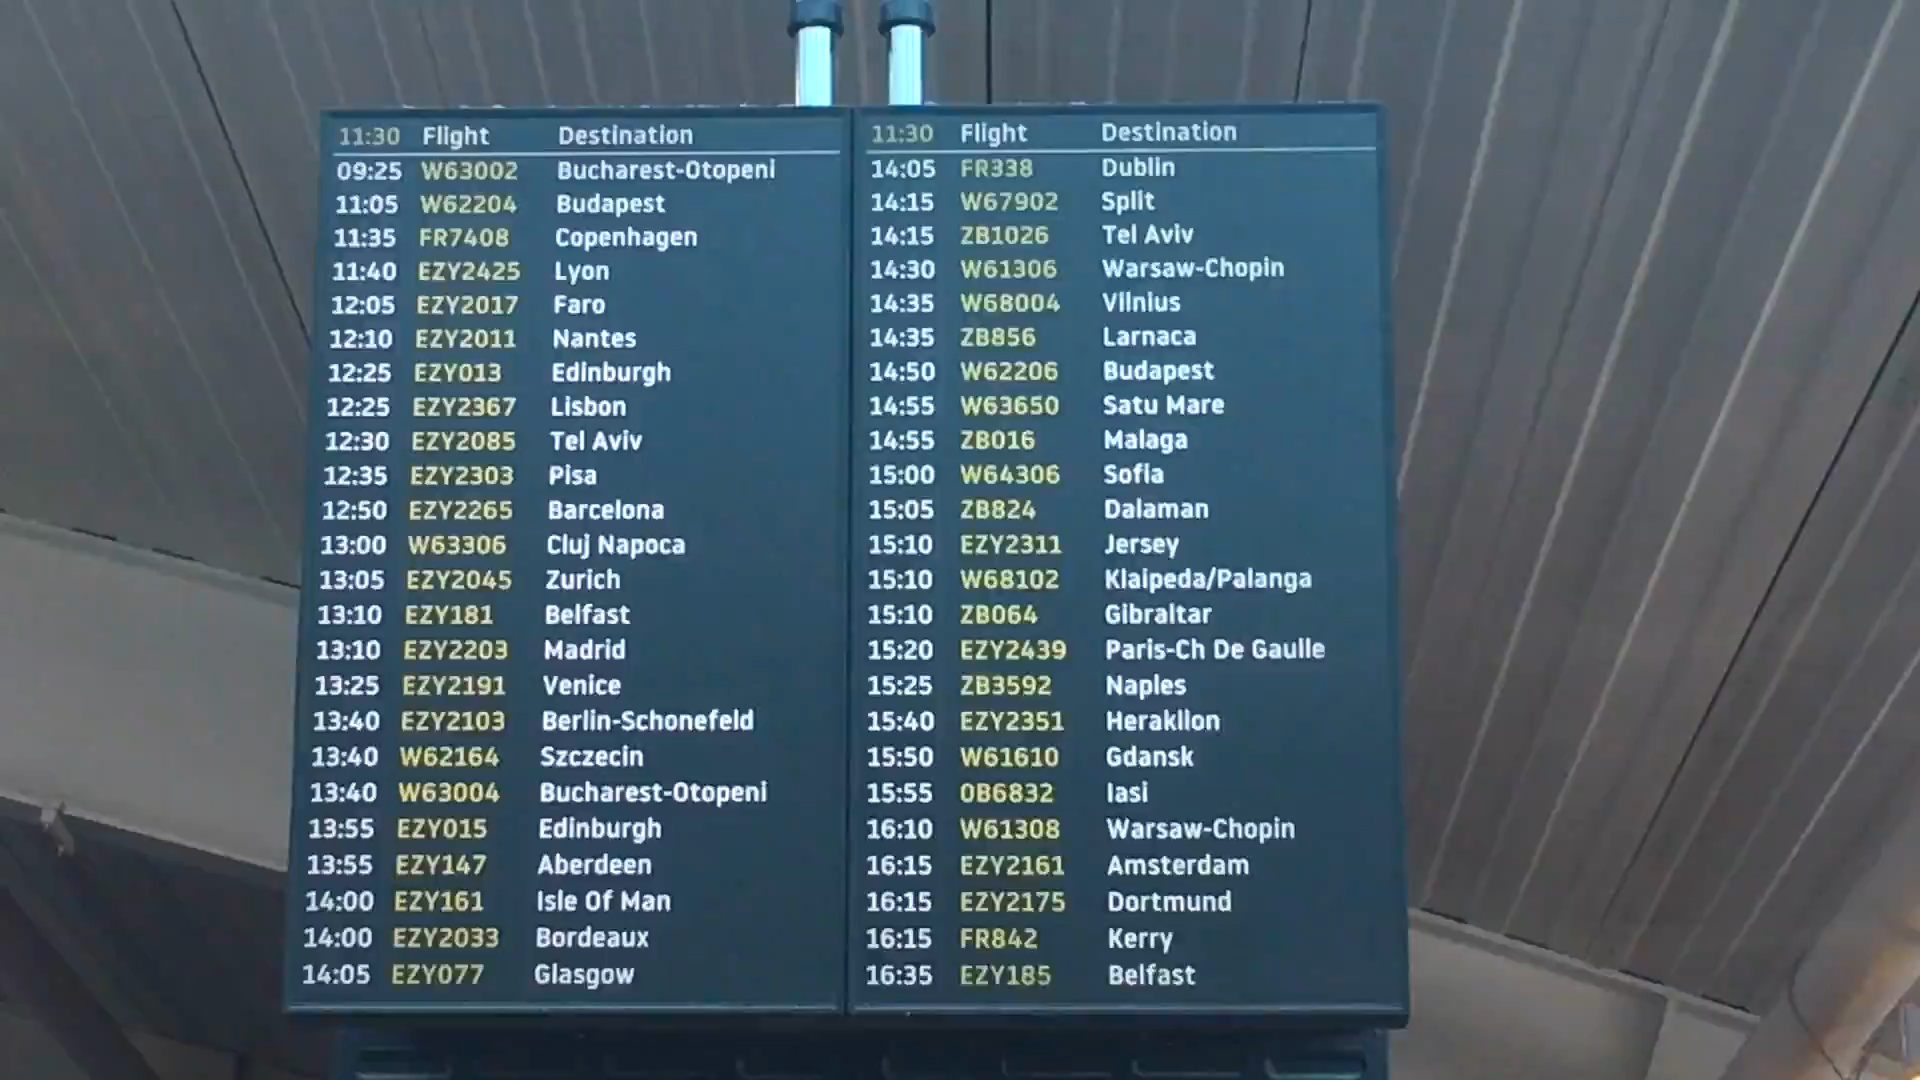 11:30 Flight Destination
09:25 W63002 Bucharest-Otopeni
11:05 W62204 Budapest
11:35 FR7408 Copenhagen
11:40 EZY2425 Lyon
12:05 EZY2017 Faro
12:10 EZY2011 Nantes
12:25 EZY013 Edinburgh
12:25 EZY2367 Lisbon
12:30 EZY2085 Tel Aviv
12:35 EZY2303 Pisa
12:50 EZY2265 Barcelona
13:00 W63306 Cluj Napoca
13:05 EZY2045 Zurich
13:10 EZY181 Belfast
13:10 EZY2203 Madrid
13:25 EZY2191 Venice
13:40 EZY2103 Berlin-Schonefeld
13:40 W62164 Szczecin
13:40 W63004 Bucharest-Otopeni
13:55 EZY015 Edinburgh
13:55 EZY147 Aberdeen
14:00 EZY161 Isle Of Man
14:00 EZY2033 Bordeaux
14:05 EZY077 Glasgow
11:30 Flight Destination
14:05 FR338 Dublin
14:15 W67902 Split
14:15 ZB1026 Tel Aviv
14:30 W61306 Warsaw-Chopin
14:35 W68004 Vilnius
14:35 ZB856 Larnaca
14:50 W62206 Budapest
14:55 W63650 Satu Mare
14:55 ZB016 Malaga
15:00 W64306 Sofia
15:05 ZB824 Dalaman
15:10 EZY2311 Jersey
15:10 W68102 Klaipeda/Palanga
15:10 ZB064 Gibraltar
15:20 EZY2439 Paris-Ch De Gaulle
15:25 ZB3592 Naples
15:40 EZY2351 Heraklion
15:50 W61610 Gdansk
15:55 0B6832 Iasi
16:10 W61308 Warsaw-Chopin
16:15 EZY2161 Amsterdam
16:15 EZY2175 Dortmund
16:15 FR842 Kerry
16:35 EZY185 Belfast